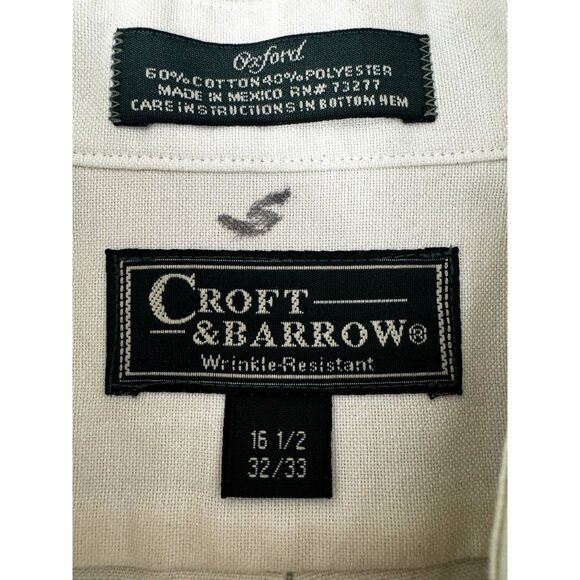 Oxford
60% COTTON 40% POLYESTER
MADE IN MEXICO RN# 73277
CARE INSTRUCTIONS IN BOTTOM HEM
5
CROFT
&BARROW®
Wrinkle-Resistant
16 1/2
32/33